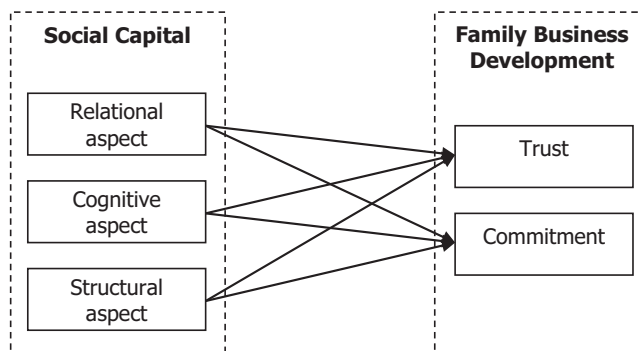 Social Capital
Relational
aspect
Cognitive
aspect
Structural
aspect
Family Business
Development
Trust
Commitment